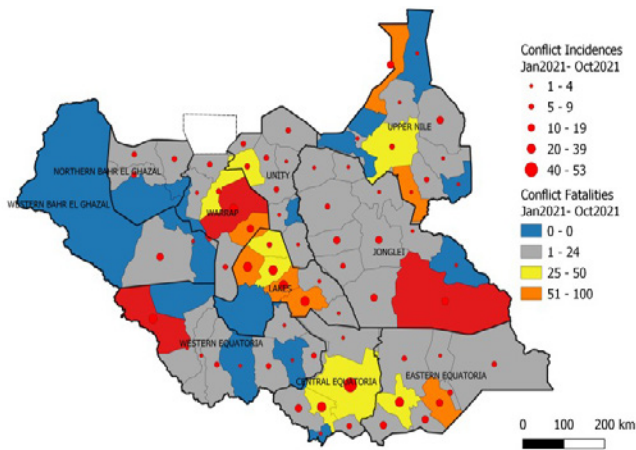 Conflict Incidences
Jan2021- Oct2021
1 - 4
5 - 9
10 - 19
20 - 39
40 - 53
Conflict Fatalities
Jan2021- Oct2021
0 - 0
1 - 24
25 - 50
51 - 100
UPPER NILE
NORTHERN BAHR EL GHAZAL
UNITY
WESTERN BAHR EL GHAZAL
WARRAP
JONGLEI
LAKES
WESTERN EQUATORIA
CENTRAL EQUATORIA
EASTERN EQUATORIA
0 100 200 km